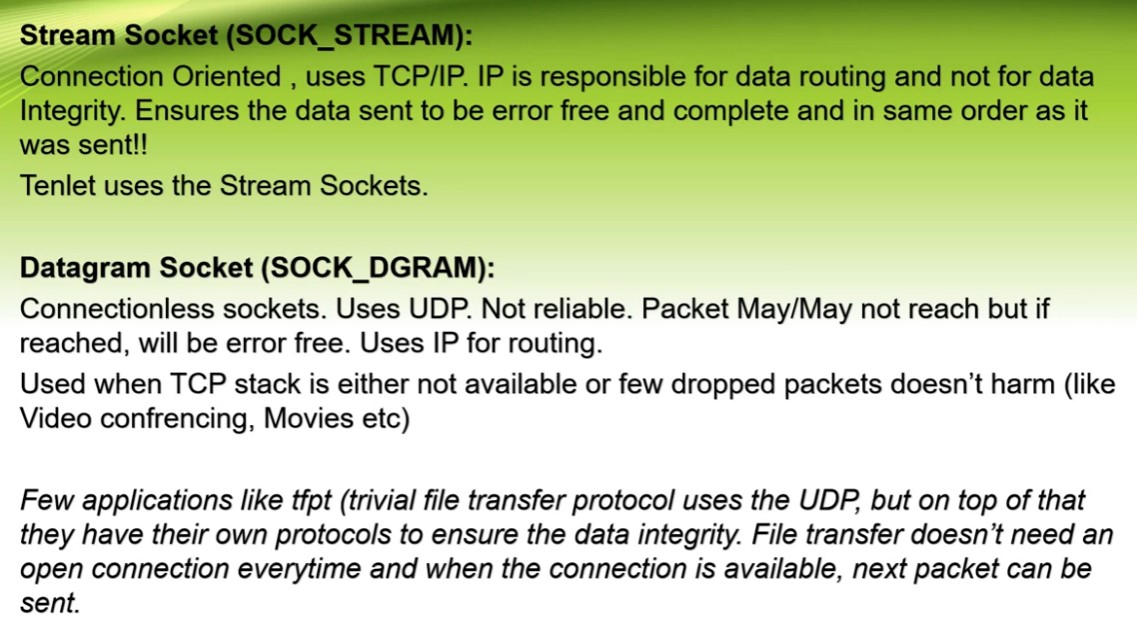 Stream Socket (SOCK_STREAM):
Connection Oriented , uses TCP/IP. IP is responsible for data routing and not for data
Integrity. Ensures the data sent to be error free and complete and in same order as it
was sent!!
Tenlet uses the Stream Sockets.
Datagram Socket (SOCK_DGRAM):
Connectionless sockets. Uses UDP. Not reliable. Packet May/May not reach but if
reached, will be error free. Uses IP for routing.
Used when TCP stack is either not available or few dropped packets doesn't harm (like
Video confrencing, Movies etc)
Few applications like tfpt (trivial file transfer protocol uses the UDP, but on top of that
they have their own protocols to ensure the data integrity. File transfer doesn't need an
open connection everytime and when the connection is available, next packet can be
sent.